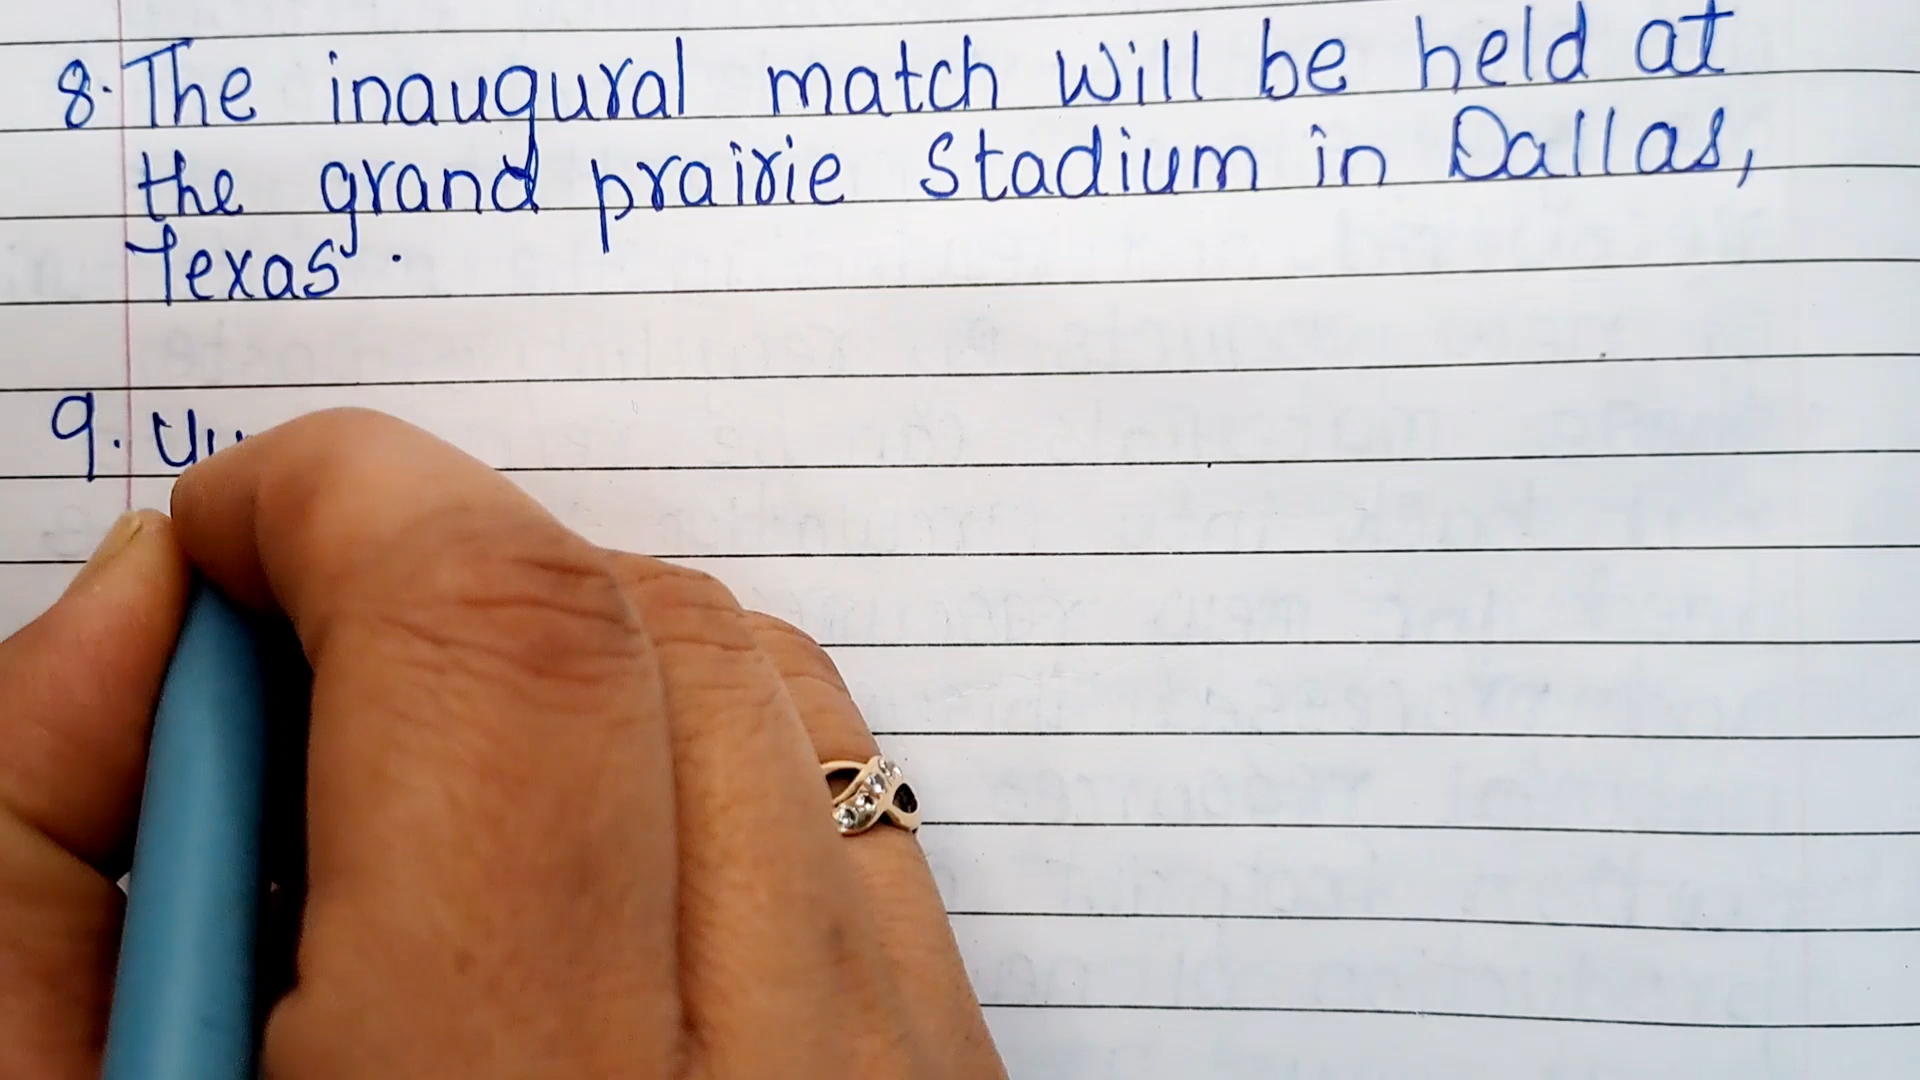 8. The inaugural match will be held at
the grand prairie Stadium in Dallas,
Texas.
9.